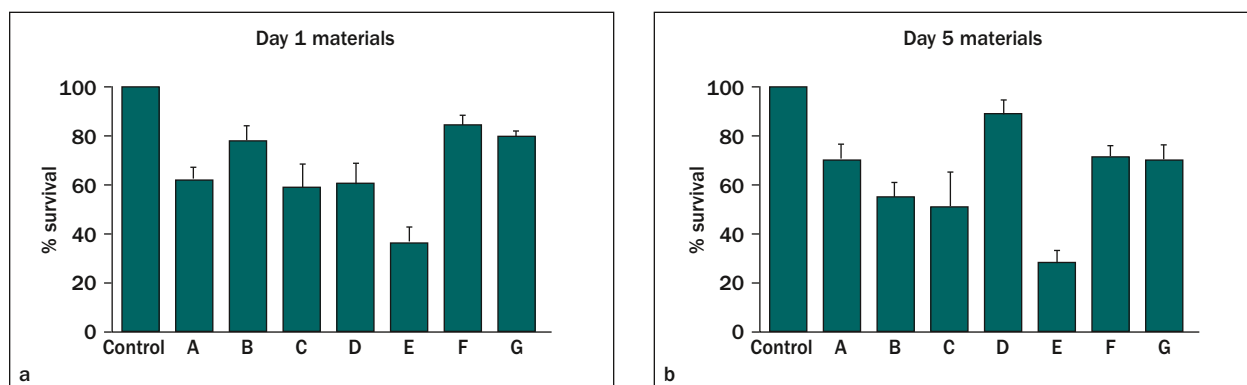 Day 1 materials
% survival
100
80
60
40
20
0
Control A B C D E F G
a
Day 5 materials
% survival
100
80
60
40
20
0
Control A B C D E F G
b